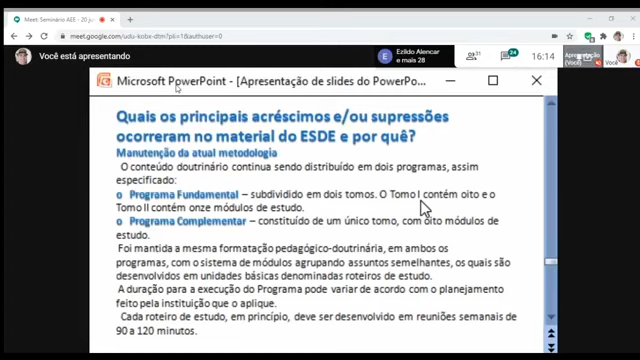 Meet Seminário AEE - 20 ju
meet.google.com/udu-kobx-dtm?pli=1&authuser=0
Você está apresentando
E
Ezildo Alencar
e mais 28
31
24
16:14
Apresentação
(Você)
Você
Microsoft PowerPoint - [Apresentação de slides do PowerPo...
Quais os principais acréscimos e/ou supressões
ocorreram no material do ESDE e por quê?
Manutenção da atual metodologia
O conteúdo doutrinário continua sendo distribuído em dois programas, assim
especificado:
o Programa Fundamental – subdividido em dois tomos. O Tomo I contém oito e o
Tomo II contém onze módulos de estudo.
o Programa Complementar – constituído de um único tomo, com oito módulos de
estudo.
Foi mantida a mesma formatação pedagógico-doutrinária, em ambos os
programas, com o sistema de módulos agrupando assuntos semelhantes, os quais são
desenvolvidos em unidades básicas denominadas roteiros de estudo.
A duração para a execução do Programa pode variar de acordo com o planejamento
feito pela instituição que o aplique.
Cada roteiro de estudo, em princípio, deve ser desenvolvido em reuniões semanais de
90 a 120 minutos.